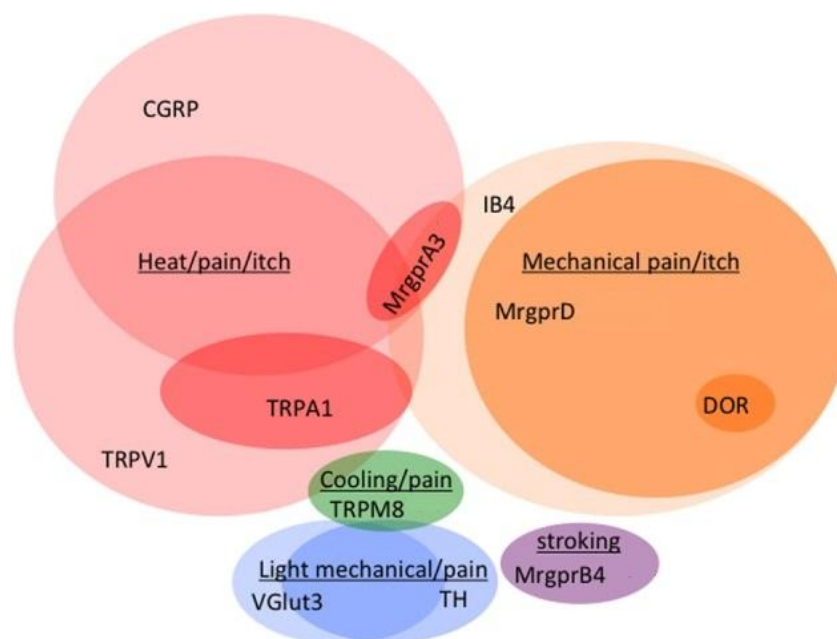 CGRP
IB4
Heat/pain/itch
MrgprA3
Mechanical pain/itch
MrgprD
TRPA1
DOR
TRPV1
Cooling/pain
TRPM8
stroking
MrgprB4
Light mechanical/pain
VGlut3
TH